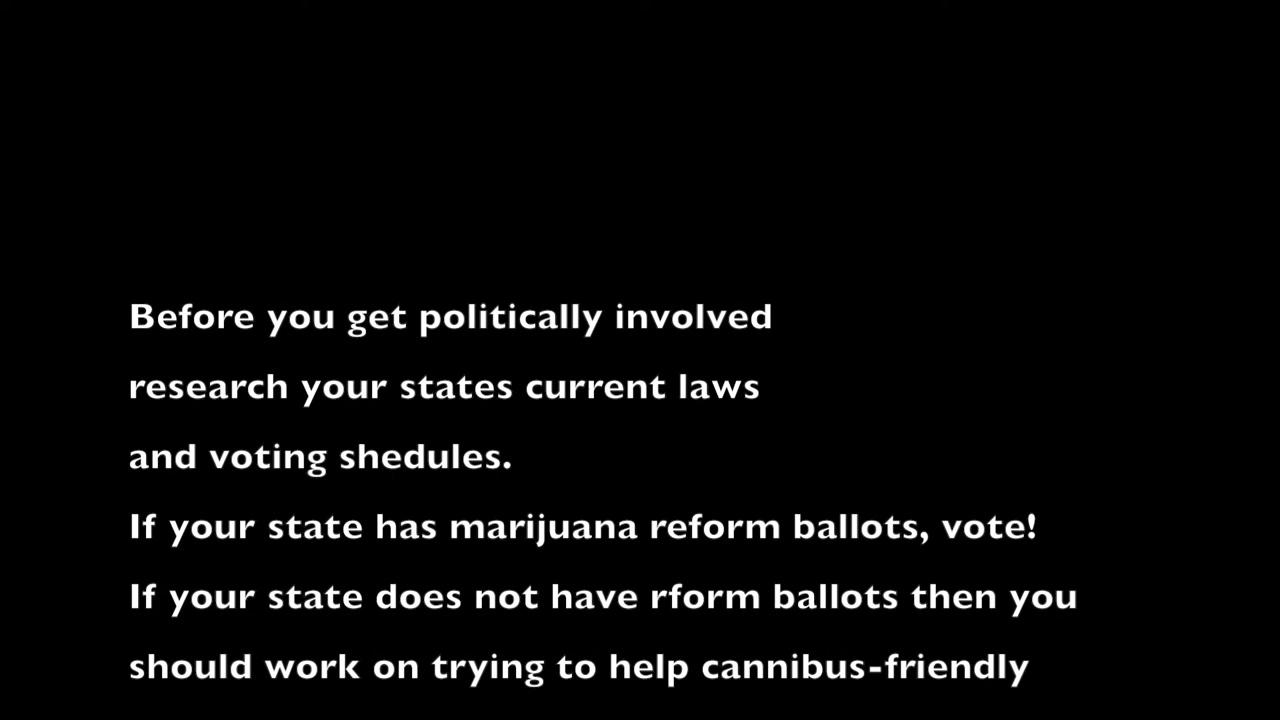 Before you get politically involved
research your states current laws
and voting shedules.
If your state has marijuana reform ballots, vote!
If your state does not have rform ballots then you
should work on trying to help cannibus-friendly